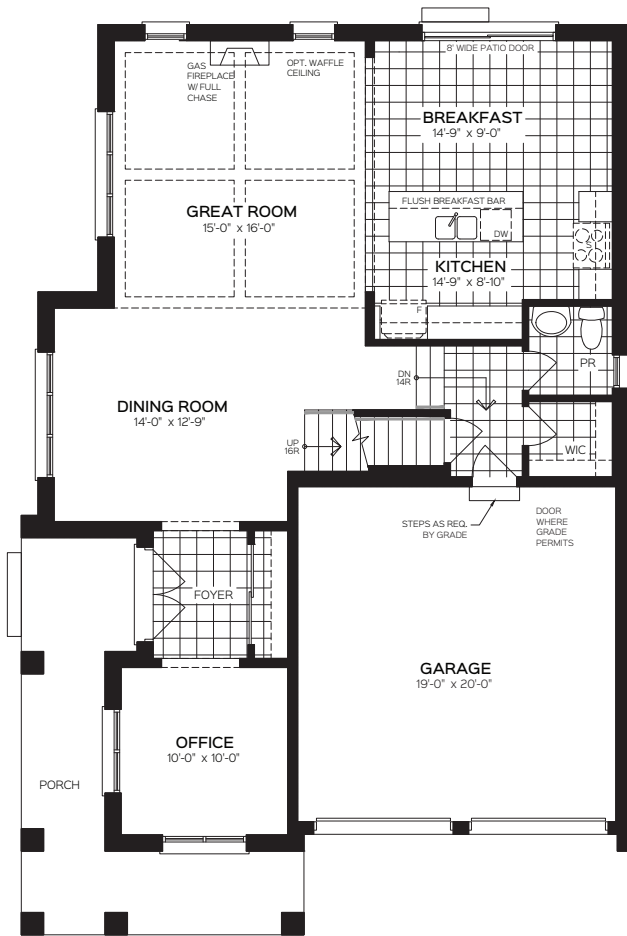 8' WIDE PATIO DOOR
GAS
FIREPLACE
W/ FULL
CHASE
OPT. WAFFLE
CEILING
BREAKFAST
14'-9" x 9'-0"
FLUSH BREAKFAST BAR
DW
S
GREAT ROOM
15'-0" x 16'-0"
KITCHEN
14'-9" x 8'-10"
F
PR
DN
14R
DINING ROOM
14'-0" x 12'-9"
UP
16R
WIC
STEPS AS REQ.
BY GRADE
DOOR
WHERE
GRADE
PERMITS
FOYER
GARAGE
19'-0" x 20'-0"
OFFICE
10'-0" x 10'-0"
PORCH